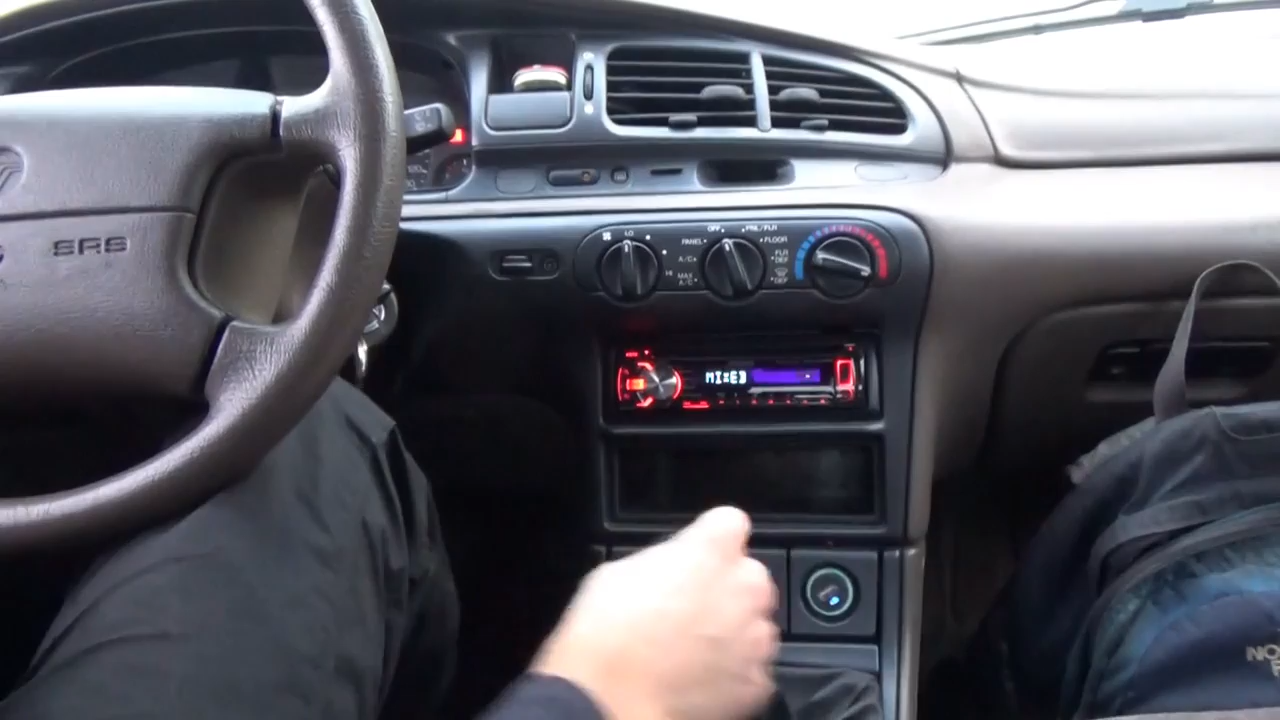 SRS
LO
HI
OFF
PNL/FLR
PANEL
FLOOR
A/C
FLR
DEF
MAX
A/C
DEF
MIXED
NO